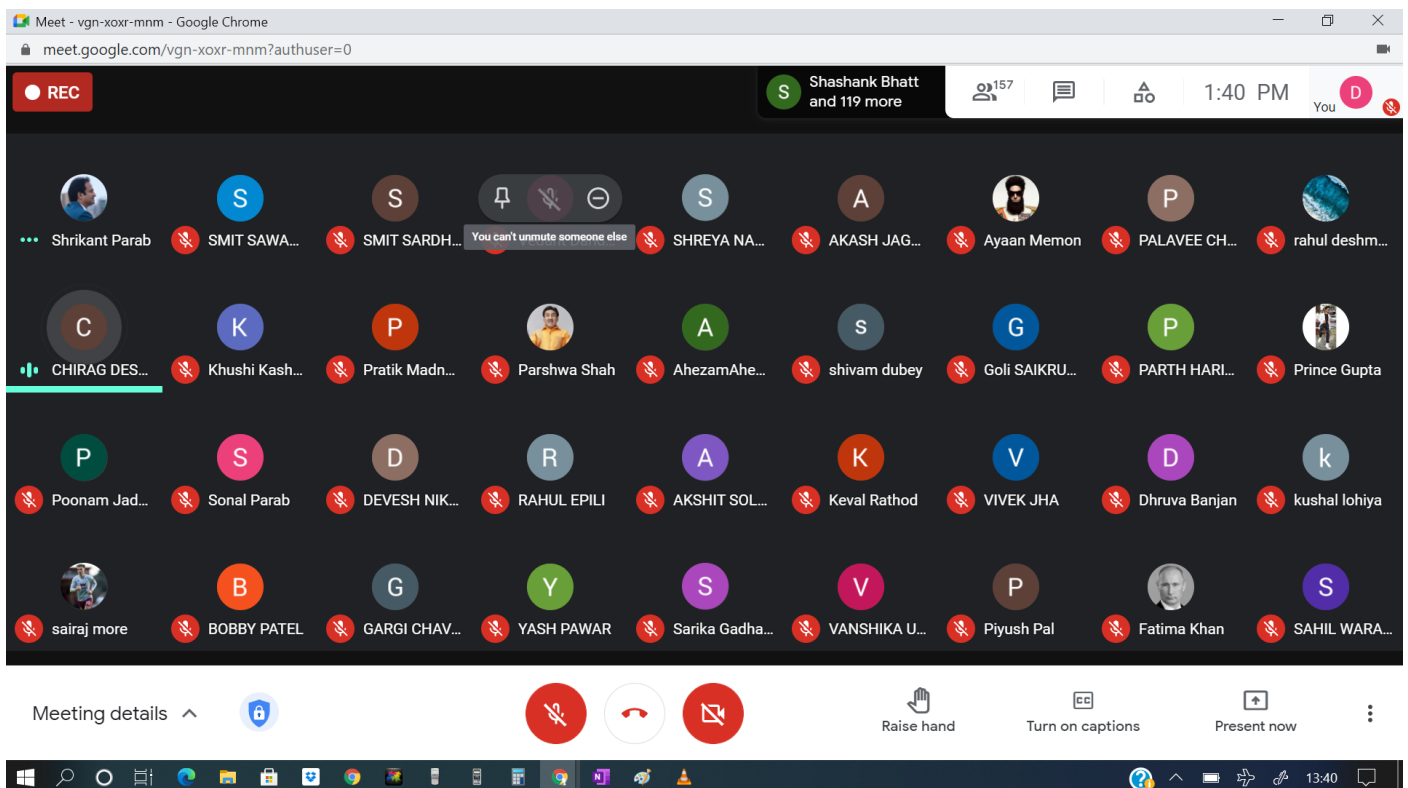 Meet - vgn-xoxr-mnm - Google Chrome
meet.google.com/vgn-xoxr-mnm?authuser=0
REC
S Shashank Bhatt
and 119 more
157
1:40 PM
You D
S S S A P
Shrikant Parab SMIT SAWA... SMIT SARDH... You can't unmute someone else SHREYA NA... AKASH JAG... Ayaan Memon PALAVEE CH... rahul deshm...
C K P A s G P
CHIRAG DES... Khushi Kash... Pratik Madn... Parshwa Shah AhezamAhe... shivam dubey Goli SAIKRU... PARTH HARI... Prince Gupta
P S D R A K V D k
Poonam Jad... Sonal Parab DEVESH NIK... RAHUL EPILI AKSHIT SOL... Keval Rathod VIVEK JHA Dhruva Banjan kushal lohiya
B G Y S V P S
sairaj more BOBBY PATEL GARGI CHAV... YASH PAWAR Sarika Gadha... VANSHIKA U... Piyush Pal Fatima Khan SAHIL WARA...
Meeting details
Raise hand
CC
Turn on captions
Present now
N
13:40